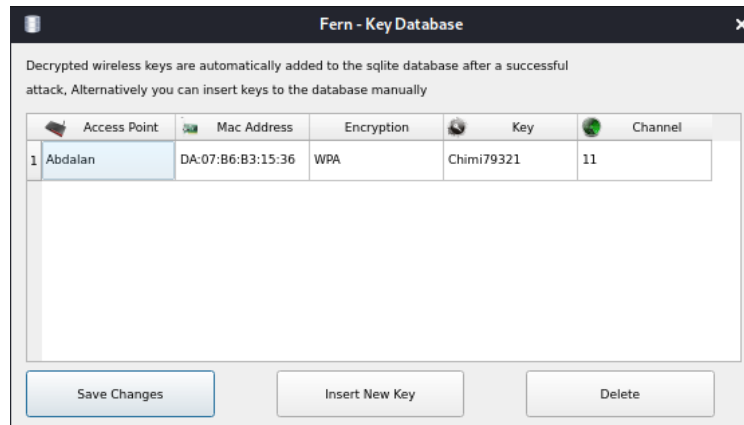 Fern - Key Database
Decrypted wireless keys are automatically added to the sqlite database after a successful
attack, Alternatively you can insert keys to the database manually
Access Point Mac Address Encryption Key Channel
1 Abdalan DA:07:B6:B3:15:36 WPA Chimi79321 11
Save Changes Insert New Key Delete